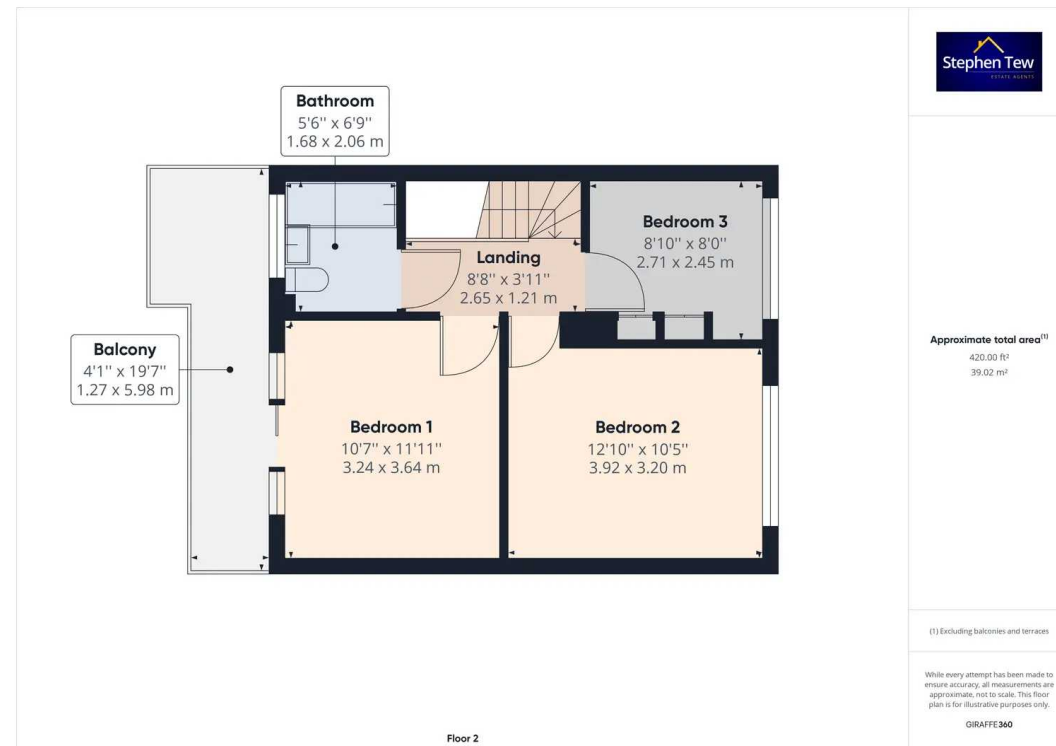 Stephen Tew
ESTATE AGENTS
Bathroom
5'6'' x 6'9''
1.68 x 2.06 m
Bedroom 3
8'10'' x 8'0''
2.71 x 2.45 m
Landing
8'8'' x 3'11''
2.65 x 1.21 m
Balcony
4'1'' x 19'7''
1.27 x 5.98 m
Bedroom 1
10'7'' x 11'11''
3.24 x 3.64 m
Bedroom 2
12'10'' x 10'5''
3.92 x 3.20 m
Floor 2
Approximate total area(1)
420.00 ft²
39.02 m²
(1) Excluding balconies and terraces
While every attempt has been made to
ensure accuracy, all measurements are
approximate, not to scale. This floor
plan is for illustrative purposes only.
GIRAFFE360